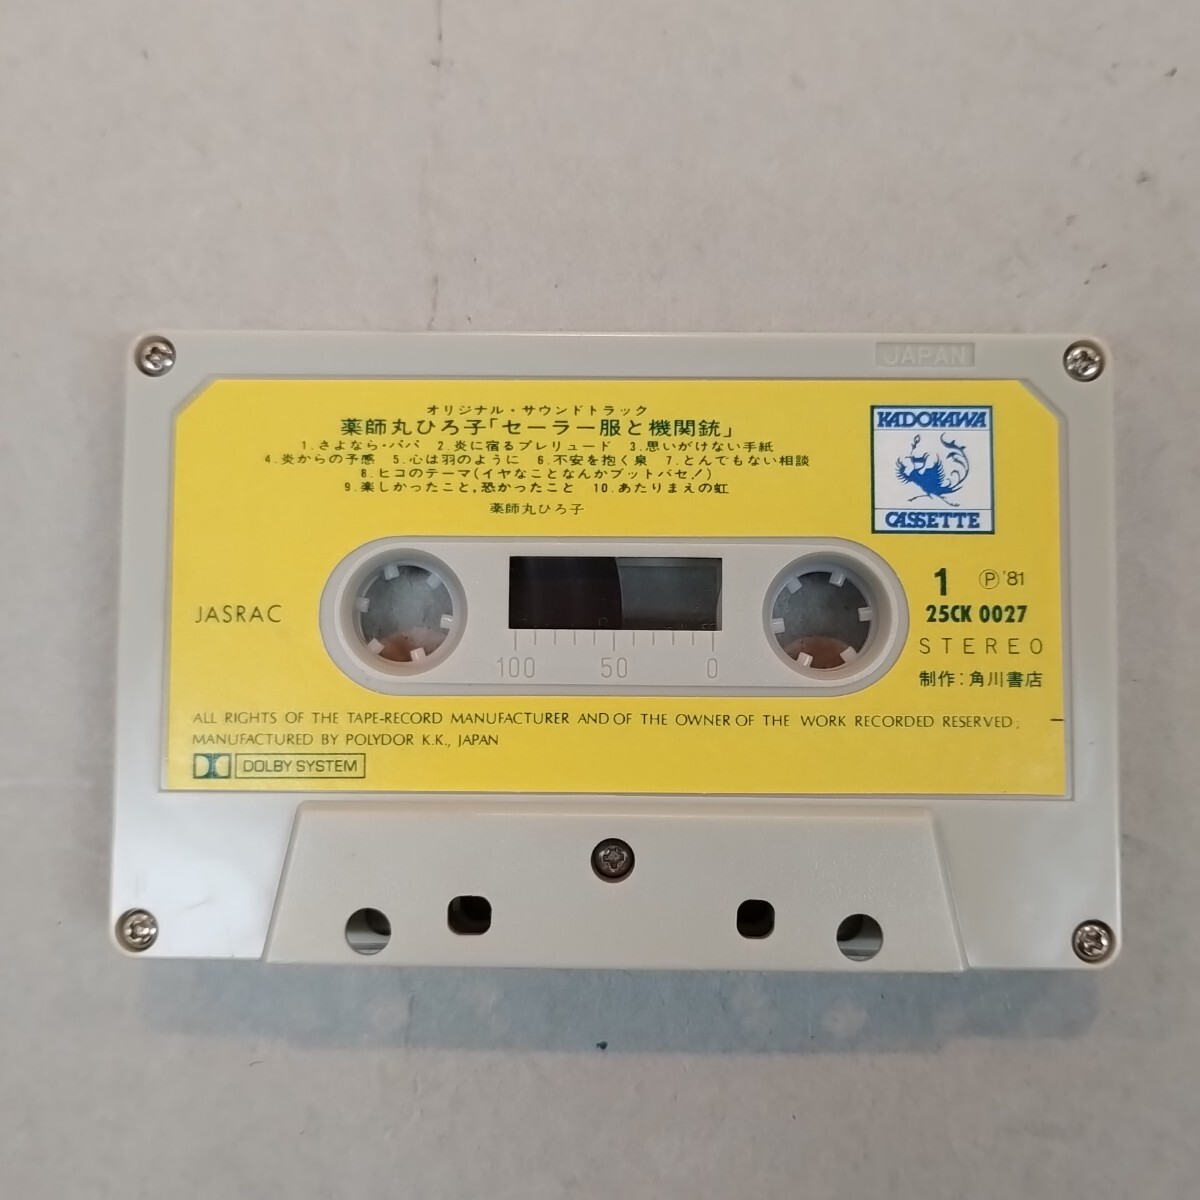 JAPAN
オリジナル・サウンドトラック
薬師丸ひろ子「セーラー服と機関銃」
1.さよなら・パパ 2.炎に宿るプレリュード 3.思いがけない手紙
4.炎からの予感 5.心は羽のように 6.不安を抱く泉 7.とんでもない相談
8.ヒコのテーマ(イヤなことなんかブットバセ!)
9.楽しかったこと,恐かったこと 10.あたりまえの虹
薬師丸ひろ子
KADOKAWA
CASSETTE
JASRAC
100 50 0
1 Ⓟ'81
25CK 0027
STEREO
制作:角川書店
ALL RIGHTS OF THE TAPE-RECORD MANUFACTURER AND OF THE OWNER OF THE WORK RECORDED RESERVED;
MANUFACTURED BY POLYDOR K.K., JAPAN
DOLBY SYSTEM